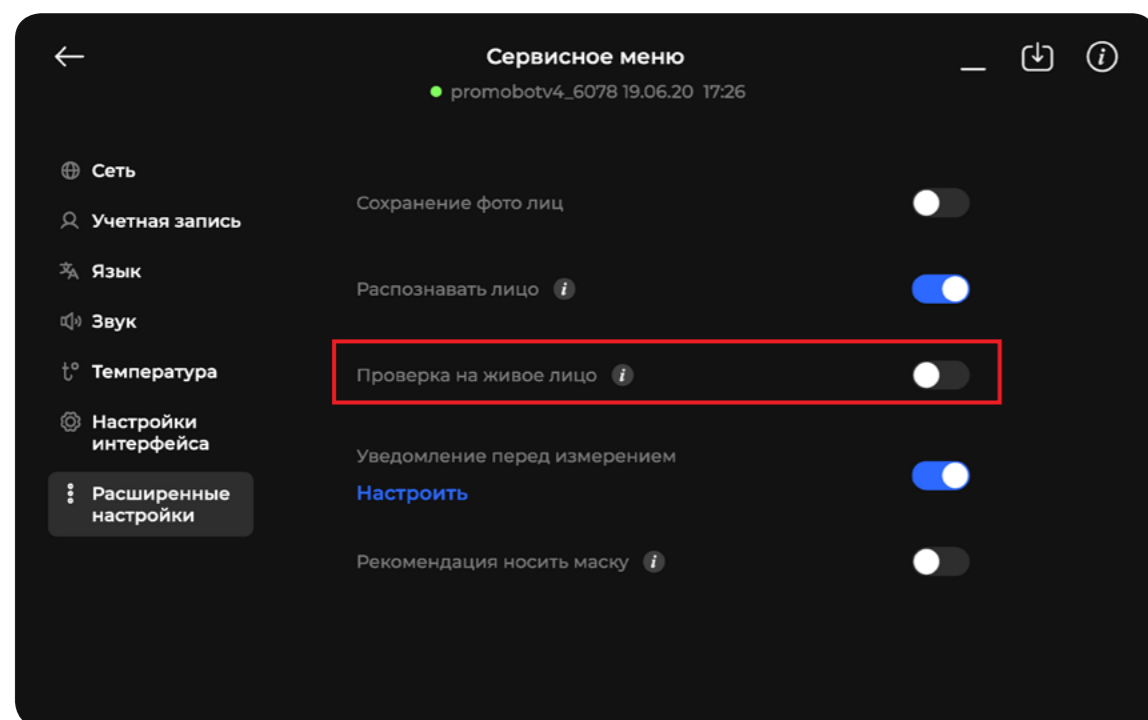 Сервисное меню
promobotv4_6078 19.06.20 17:26
Сеть
Учетная запись
Язык
Звук
Температура
Настройки
интерфейса
Расширенные
настройки
Сохранение фото лиц
Распознавать лицо
Проверка на живое лицо
Уведомление перед измерением
Настроить
Рекомендация носить маску